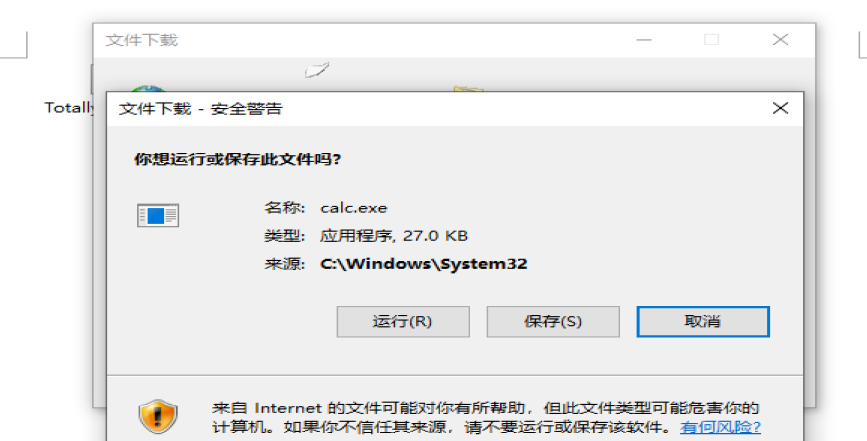 文件下载
Totally
文件下载 - 安全警告
你想运行或保存此文件吗?
名称: calc.exe
类型: 应用程序, 27.0 KB
来源: C:\Windows\System32
运行(R) 保存(S) 取消
来自 Internet 的文件可能对你有所帮助，但此文件类型可能危害你的
计算机。如果你不信任其来源，请不要运行或保存该软件。有何风险?